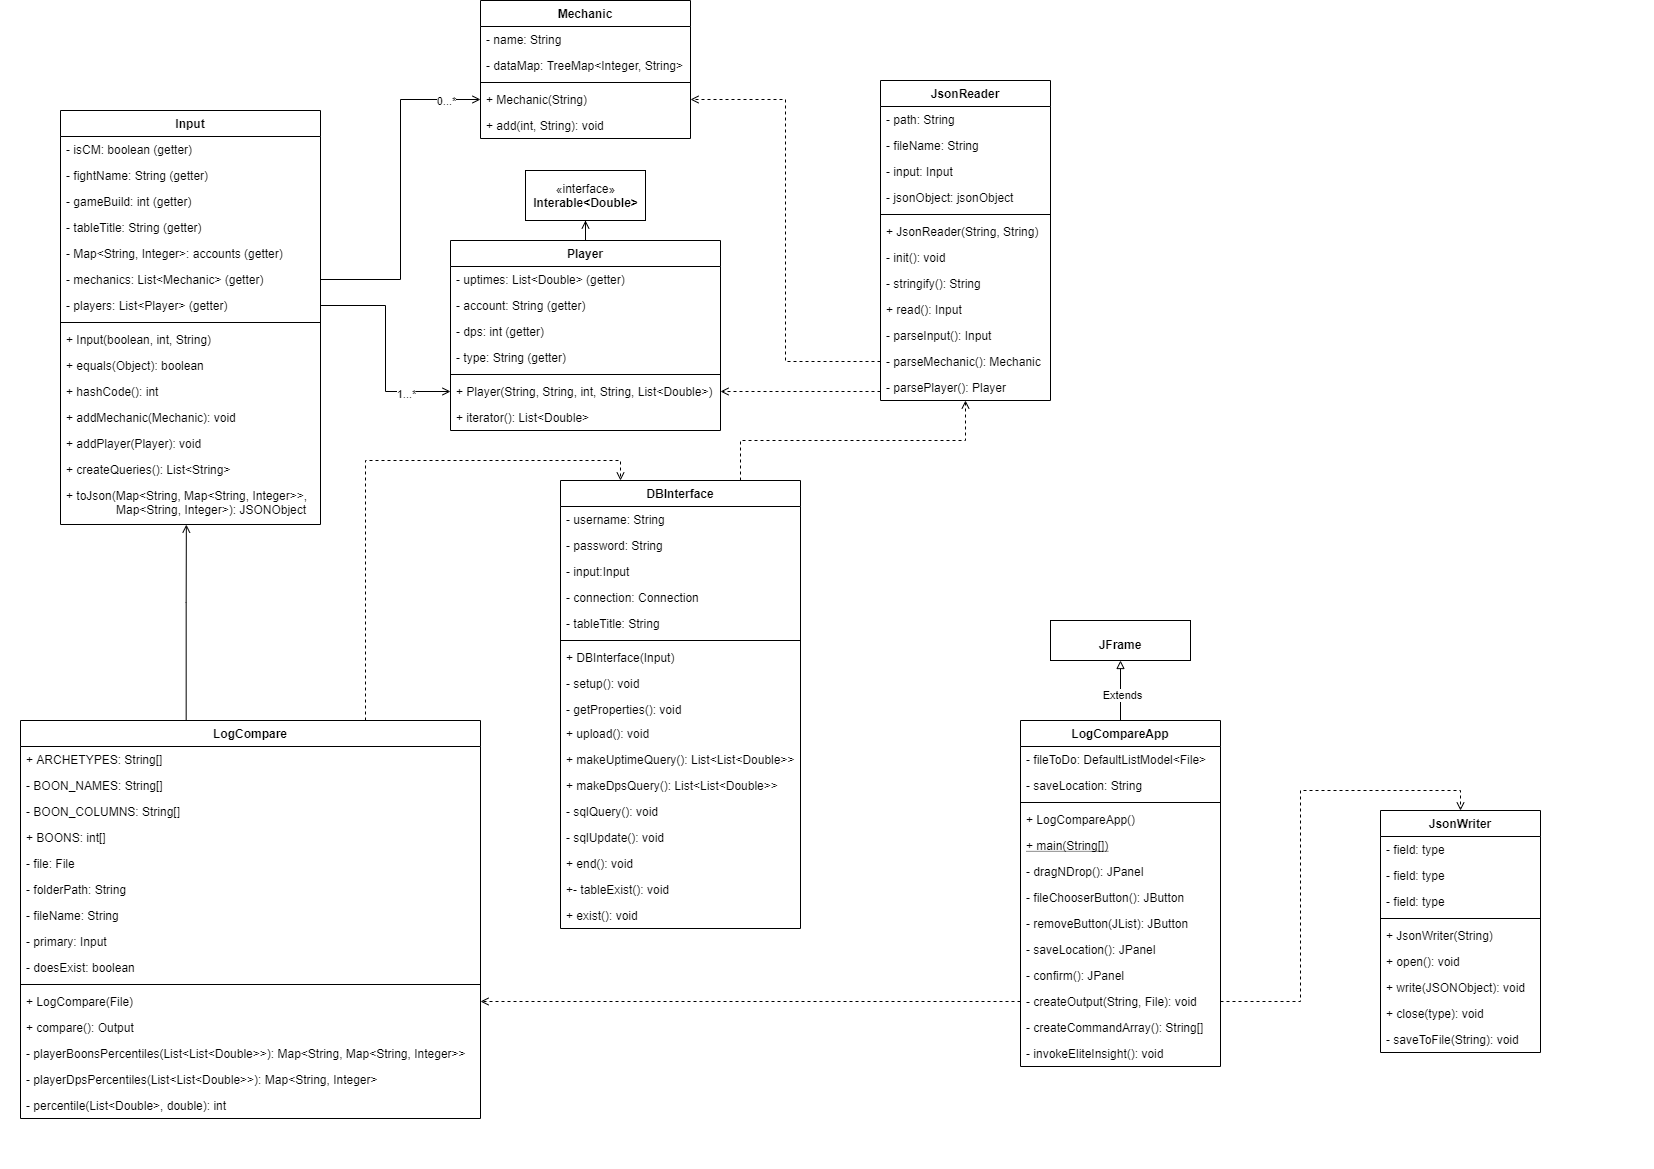 Mechanic
- name: String
- dataMap: TreeMap<Integer, String>
+ Mechanic(String)
+ add(int, String): void
0...*
Input
- isCM: boolean (getter)
- fightName: String (getter)
- gameBuild: int (getter)
- tableTitle: String (getter)
- Map<String, Integer>: accounts (getter)
- mechanics: List<Mechanic> (getter)
- players: List<Player> (getter)
+ Input(boolean, int, String)
+ equals(Object): boolean
+ hashCode(): int
+ addMechanic(Mechanic): void
+ addPlayer(Player): void
+ createQueries(): List<String>
+ toJson(Map<String, Map<String, Integer>>,
Map<String, Integer>): JSONObject
«interface»
Interable<Double>
Player
- uptimes: List<Double> (getter)
- account: String (getter)
- dps: int (getter)
- type: String (getter)
+ Player(String, String, int, String, List<Double>)
+ iterator(): List<Double>
1...*
JsonReader
- path: String
- fileName: String
- input: Input
- jsonObject: jsonObject
+ JsonReader(String, String)
- init(): void
- stringify(): String
+ read(): Input
- parseInput(): Input
- parseMechanic(): Mechanic
- parsePlayer(): Player
DBInterface
- username: String
- password: String
- input:Input
- connection: Connection
- tableTitle: String
+ DBInterface(Input)
- setup(): void
- getProperties(): void
+ upload(): void
+ makeUptimeQuery(): List<List<Double>>
+ makeDpsQuery(): List<List<Double>>
- sqlQuery(): void
- sqlUpdate(): void
+ end(): void
+- tableExist(): void
+ exist(): void
LogCompare
+ ARCHETYPES: String[]
- BOON_NAMES: String[]
- BOON_COLUMNS: String[]
+ BOONS: int[]
- file: File
- folderPath: String
- fileName: String
- primary: Input
- doesExist: boolean
+ LogCompare(File)
+ compare(): Output
- playerBoonsPercentiles(List<List<Double>>): Map<String, Map<String, Integer>>
- playerDpsPercentiles(List<List<Double>>): Map<String, Integer>
- percentile(List<Double>, double): int
JFrame
Extends
LogCompareApp
- fileToDo: DefaultListModel<File>
- saveLocation: String
+ LogCompareApp()
+ main(String[])
- dragNDrop(): JPanel
- fileChooserButton(): JButton
- removeButton(JList): JButton
- saveLocation(): JPanel
- confirm(): JPanel
- createOutput(String, File): void
- createCommandArray(): String[]
- invokeEliteInsight(): void
JsonWriter
- field: type
- field: type
- field: type
+ JsonWriter(String)
+ open(): void
+ write(JSONObject): void
+ close(type): void
- saveToFile(String): void